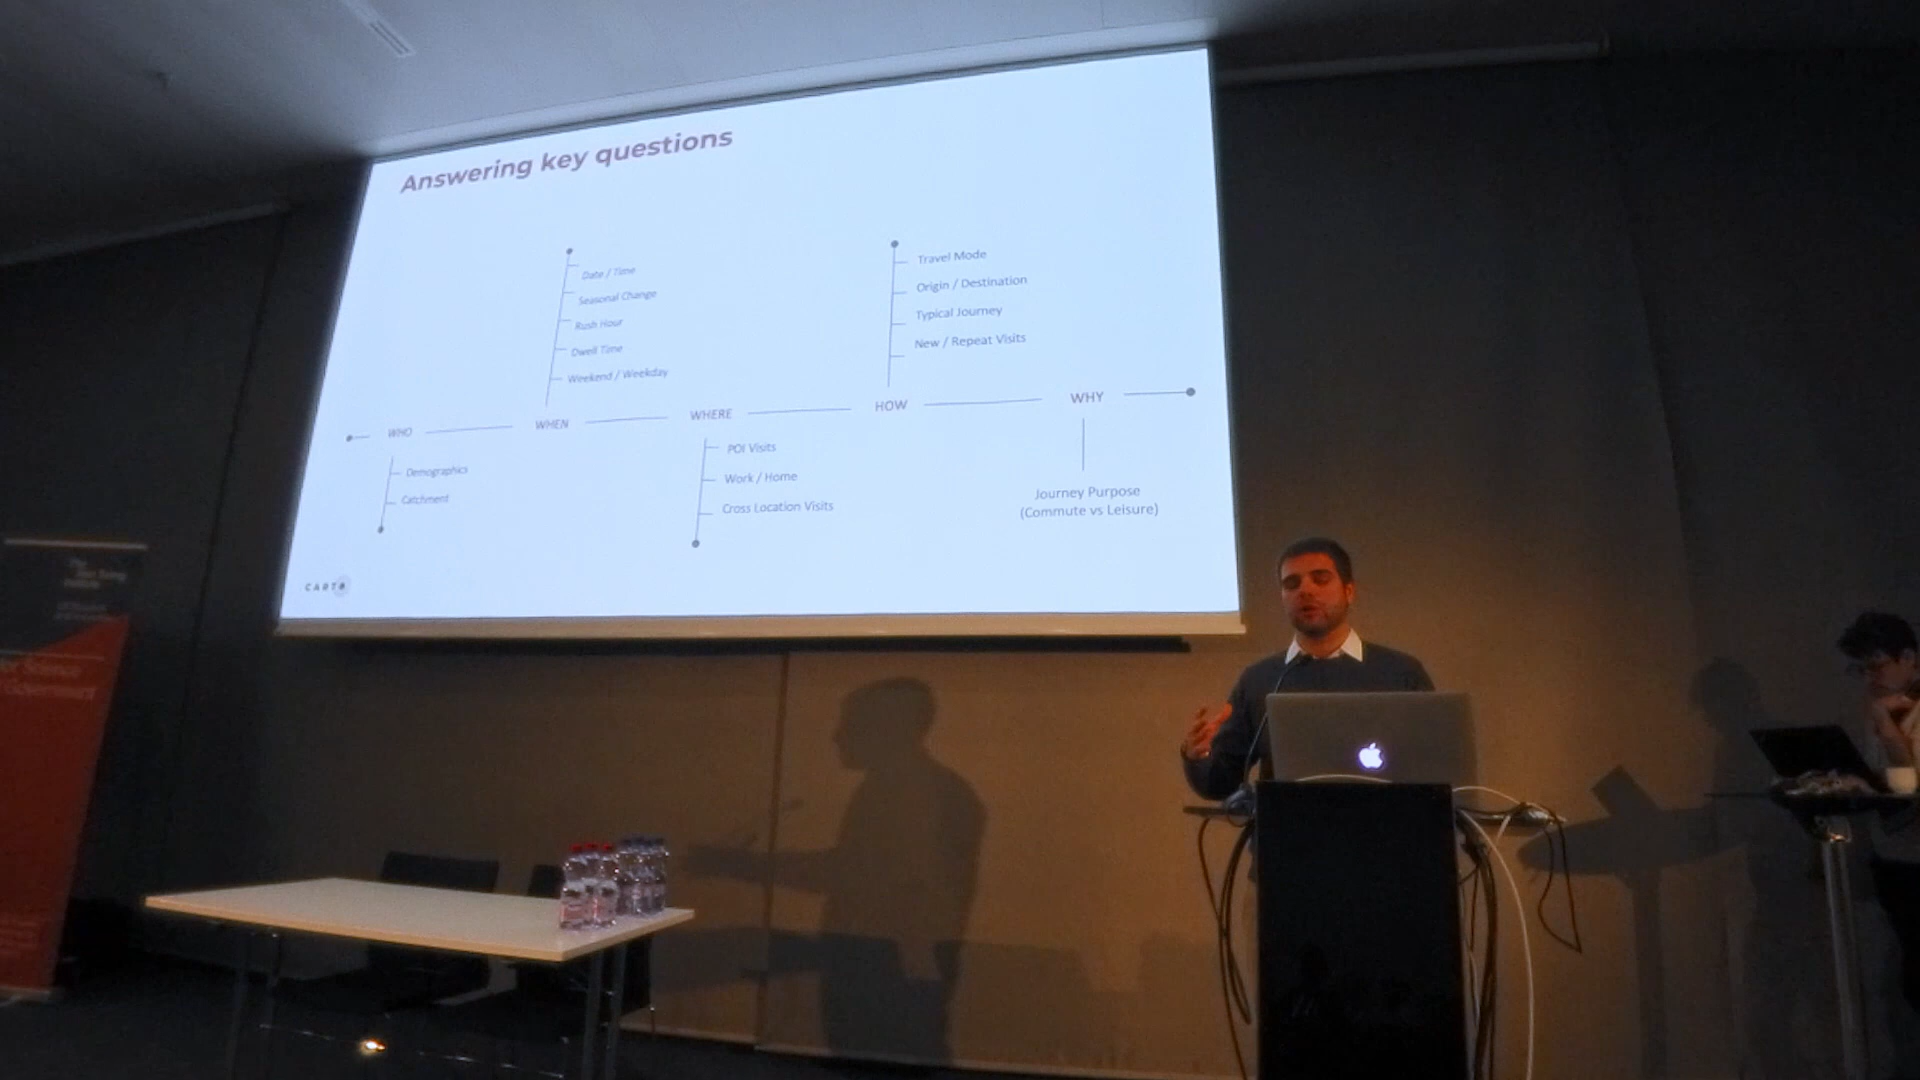 Answering key questions
Date / Time
Seasonal Change
Rush Hour
Dwell Time
Weekend / Weekday
Travel Mode
Origin / Destination
Typical Journey
New / Repeat Visits
WHO
WHEN
WHERE
HOW
WHY
Demographics
Catchment
POI Visits
Work / Home
Cross Location Visits
Journey Purpose
(Commute vs Leisure)
CARTO